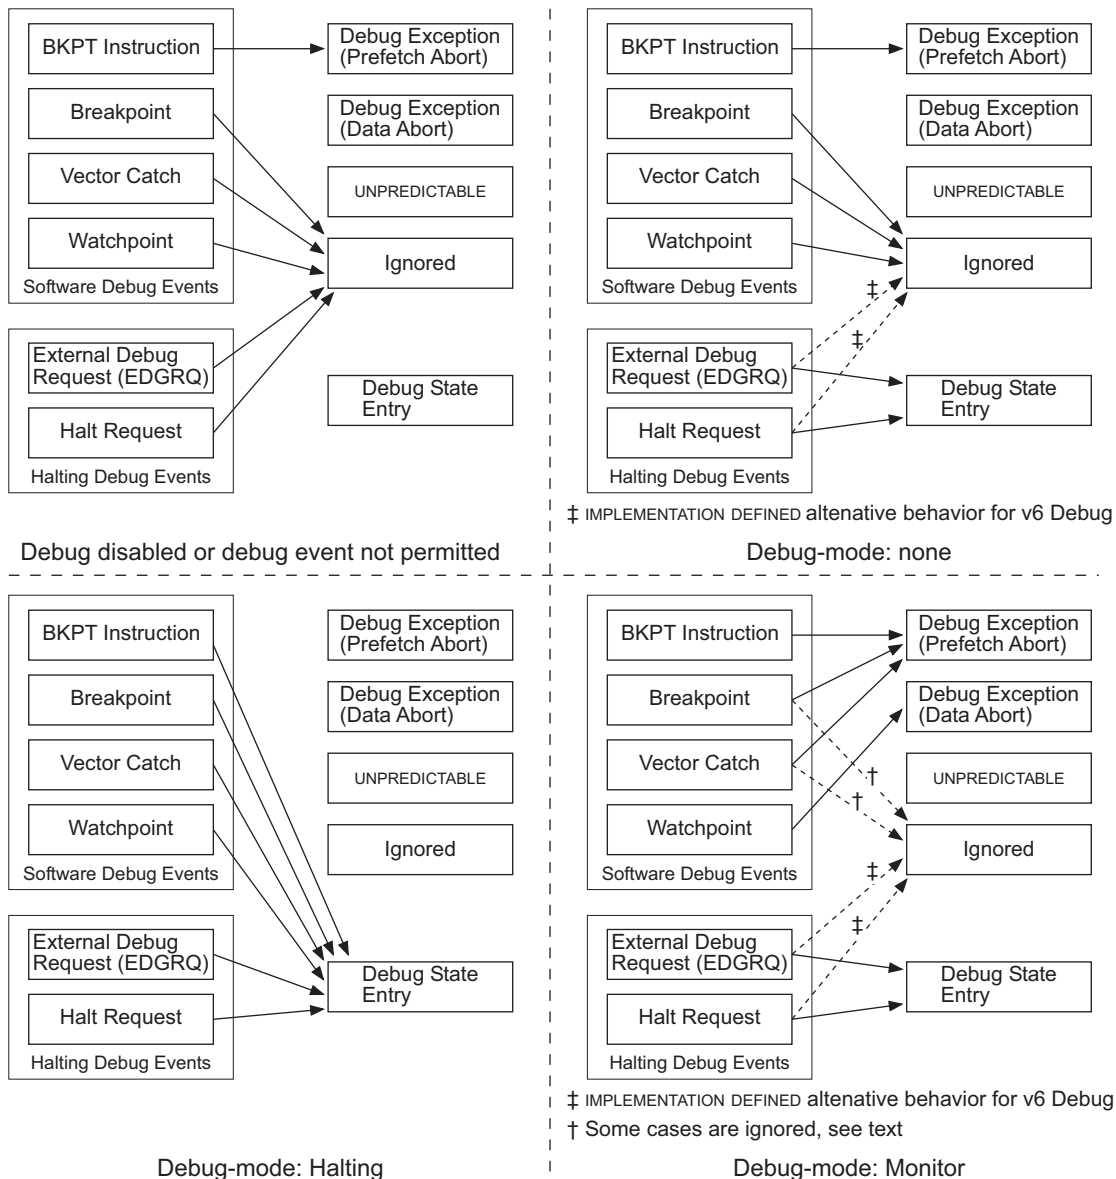 BKPT Instruction
Breakpoint
Vector Catch
Watchpoint
Software Debug Events
External Debug
Request (EDGRQ)
Halt Request
Halting Debug Events
Debug Exception
(Prefetch Abort)
Debug Exception
(Data Abort)
UNPREDICTABLE
Ignored
Debug State
Entry
Debug disabled or debug event not permitted
BKPT Instruction
Breakpoint
Vector Catch
Watchpoint
Software Debug Events
External Debug
Request (EDGRQ)
Halt Request
Halting Debug Events
Debug Exception
(Prefetch Abort)
Debug Exception
(Data Abort)
UNPREDICTABLE
Ignored
‡
‡
Debug State
Entry
‡ IMPLEMENTATION DEFINED altenative behavior for v6 Debug
Debug-mode: none
BKPT Instruction
Breakpoint
Vector Catch
Watchpoint
Software Debug Events
External Debug
Request (EDGRQ)
Halt Request
Halting Debug Events
Debug Exception
(Prefetch Abort)
Debug Exception
(Data Abort)
UNPREDICTABLE
Ignored
Debug State
Entry
Debug-mode: Halting
BKPT Instruction
Breakpoint
Vector Catch
Watchpoint
Software Debug Events
External Debug
Request (EDGRQ)
Halt Request
Halting Debug Events
Debug Exception
(Prefetch Abort)
Debug Exception
(Data Abort)
UNPREDICTABLE
†
†
Ignored
‡
‡
Debug State
Entry
‡ IMPLEMENTATION DEFINED altenative behavior for v6 Debug
† Some cases are ignored, see text
Debug-mode: Monitor